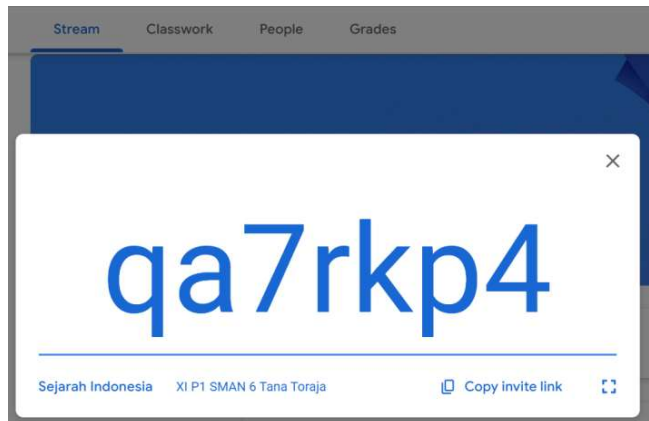 Stream Classwork People Grades
qa7rkp4
Sejarah Indonesia XI P1 SMAN 6 Tana Toraja Copy invite link